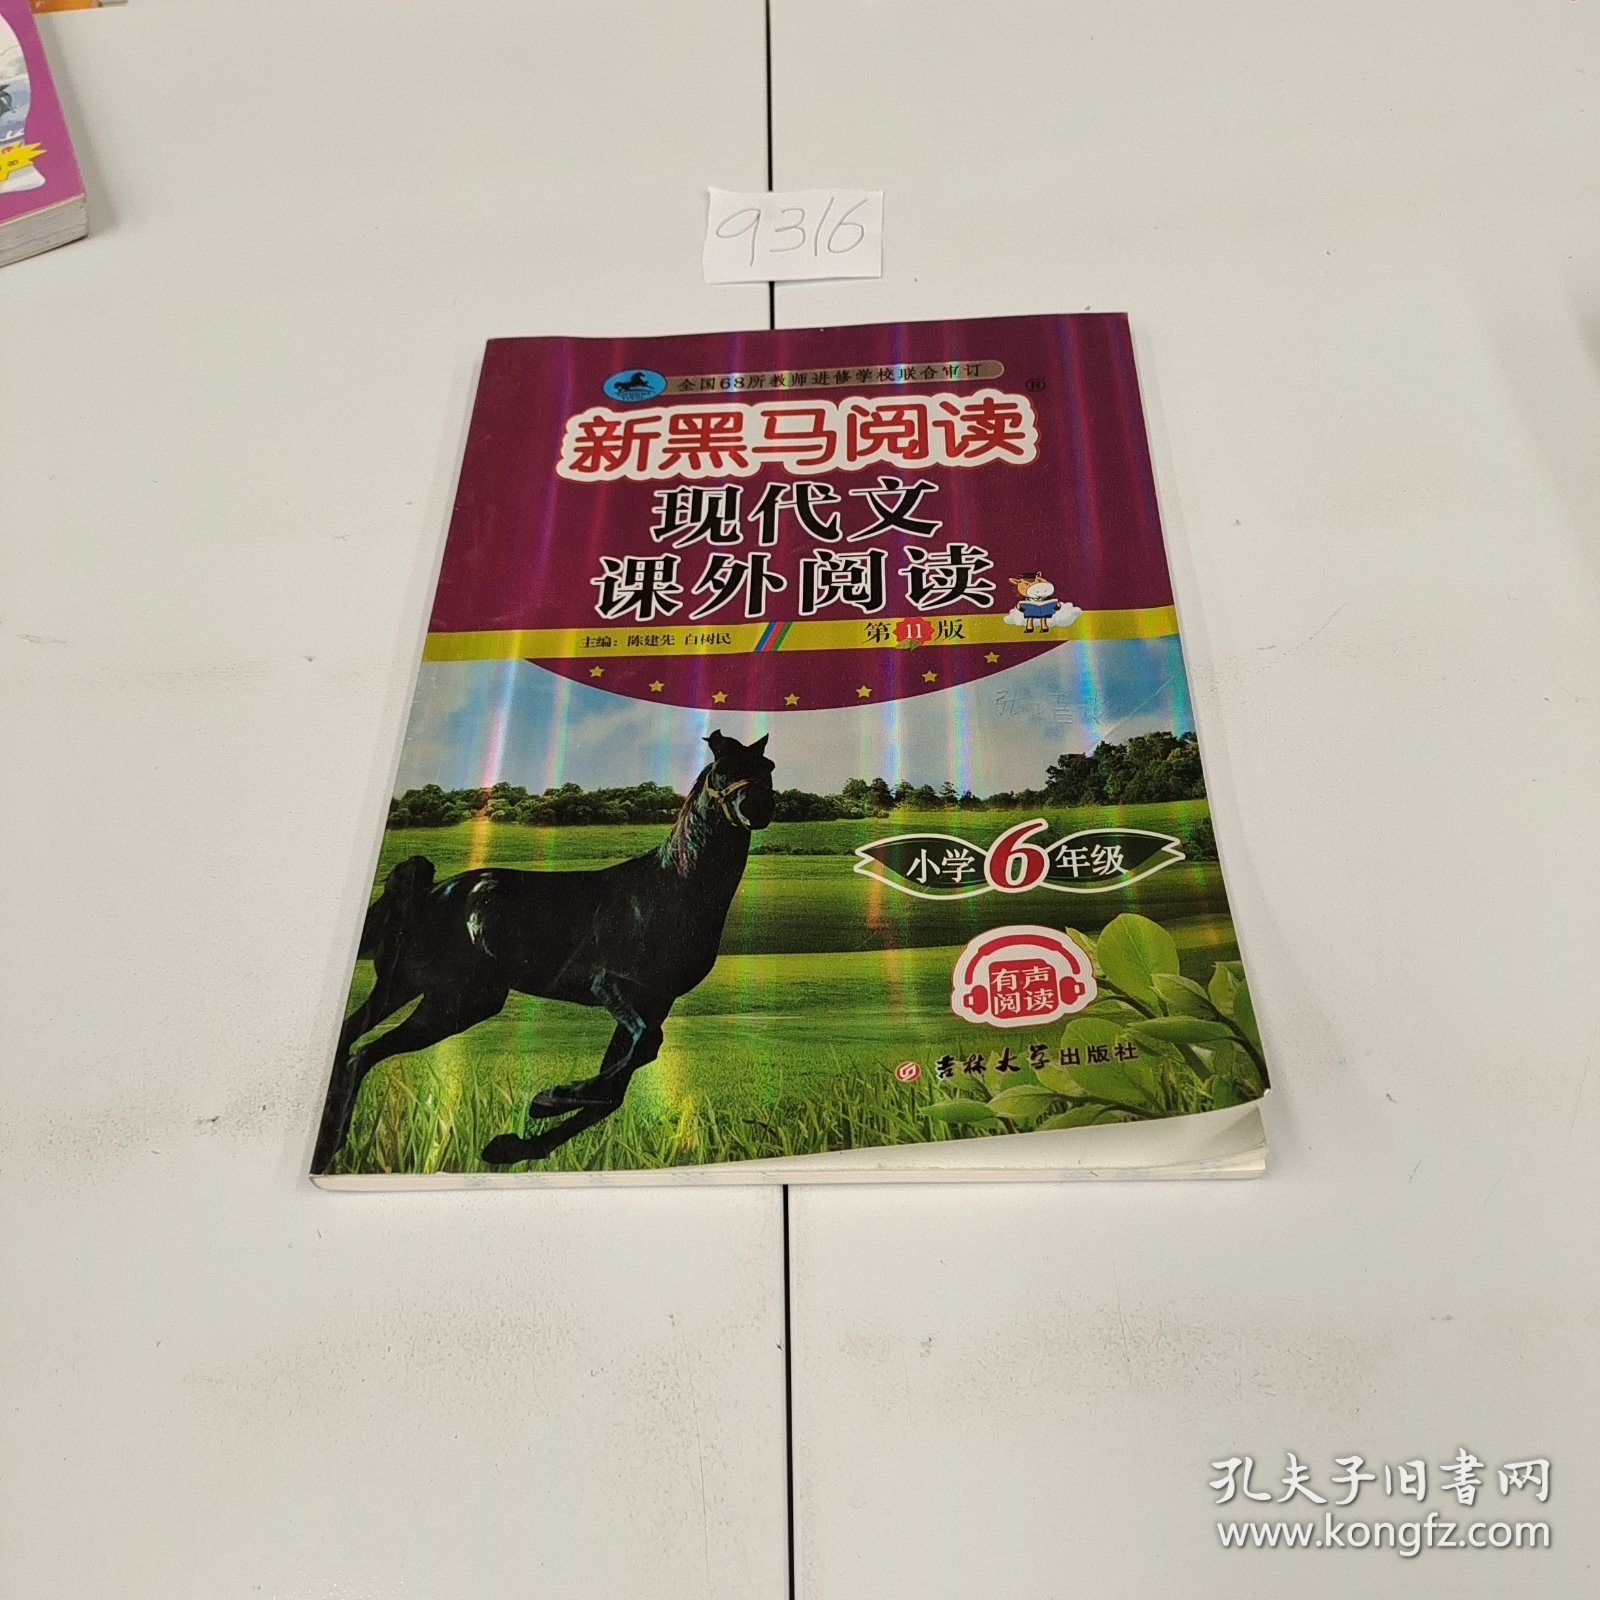 9316
全国68所教师进修学校联合审订
新黑马阅读®
现代文
课外阅读
主编：陈建先 白树民
第11版
小学6年级
有声
阅读
吉林大学出版社
孔夫子旧书网
www.kongfz.com